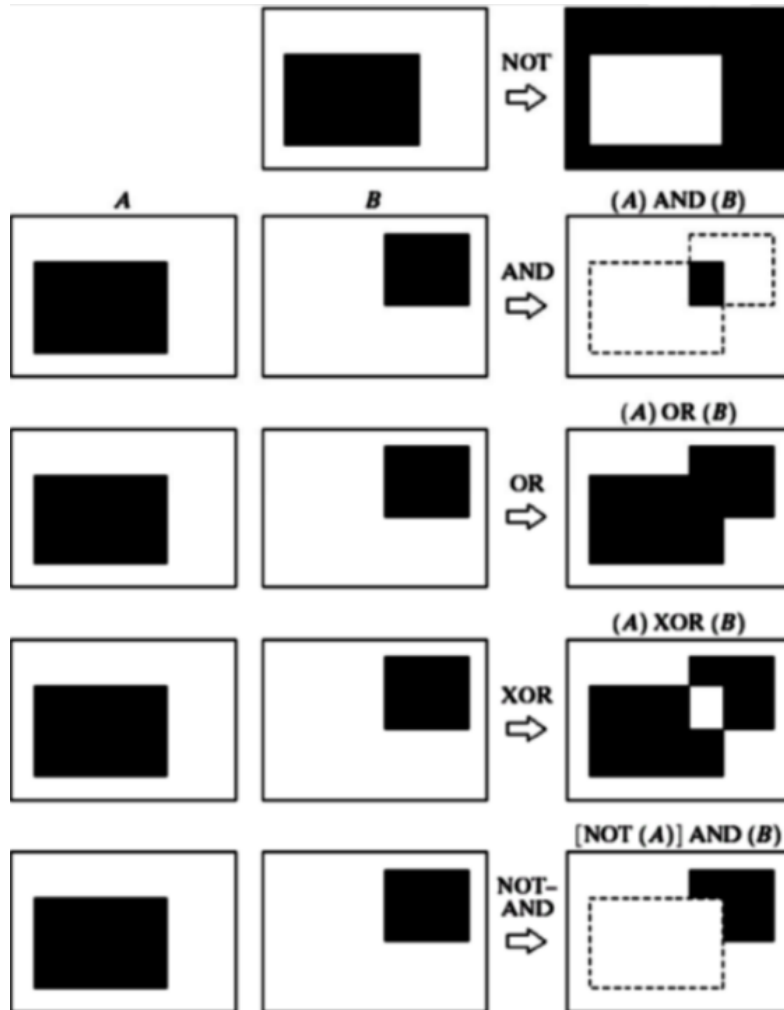 NOT
A
B
(A) AND (B)
AND
(A) OR (B)
OR
(A) XOR (B)
XOR
[NOT (A)] AND (B)
NOT–
AND